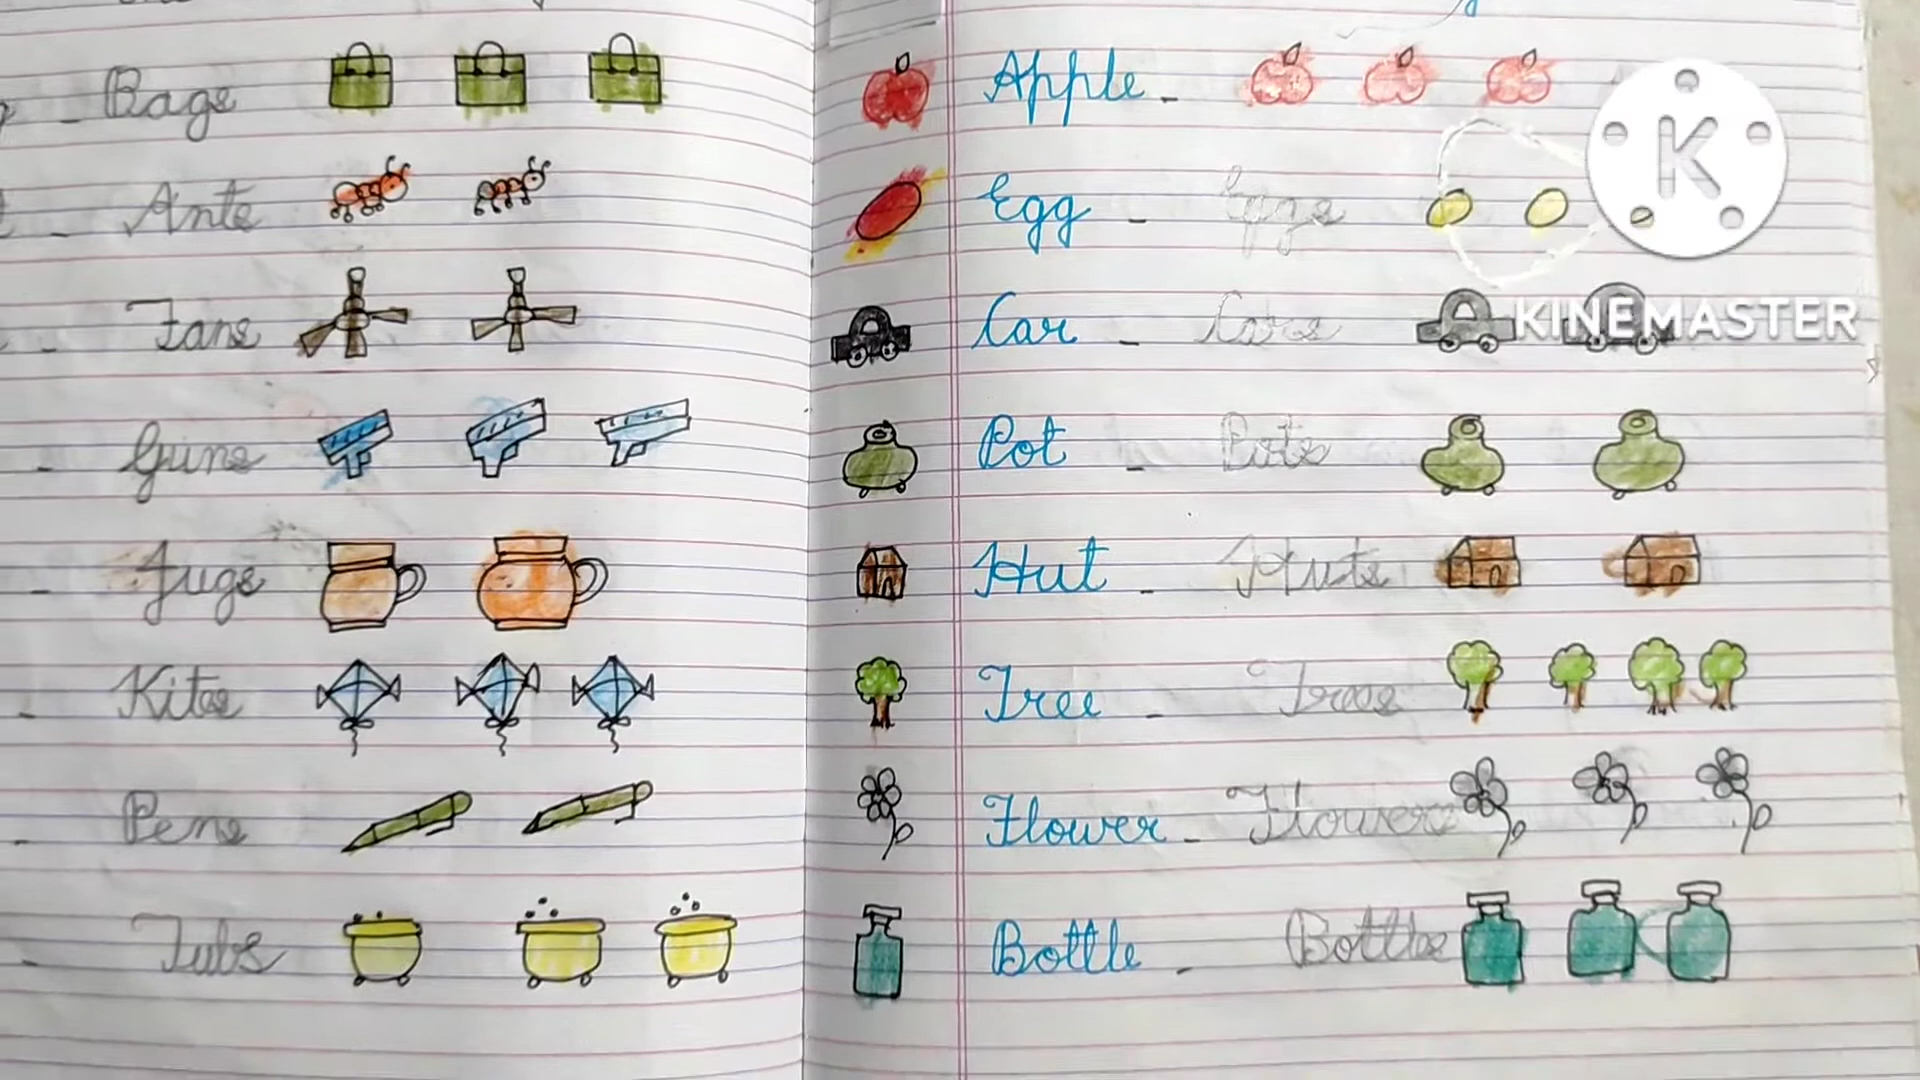 Bags
Ants
Fans
Guns
Jugs
Kites
Pens
Tubs
Apple -
Egg - Eggs
Car - Cars
Pot - Pots
Hut - Huts
Tree - Trees
Flower - Flowers
Bottle - Bottles
K
KINEMASTER